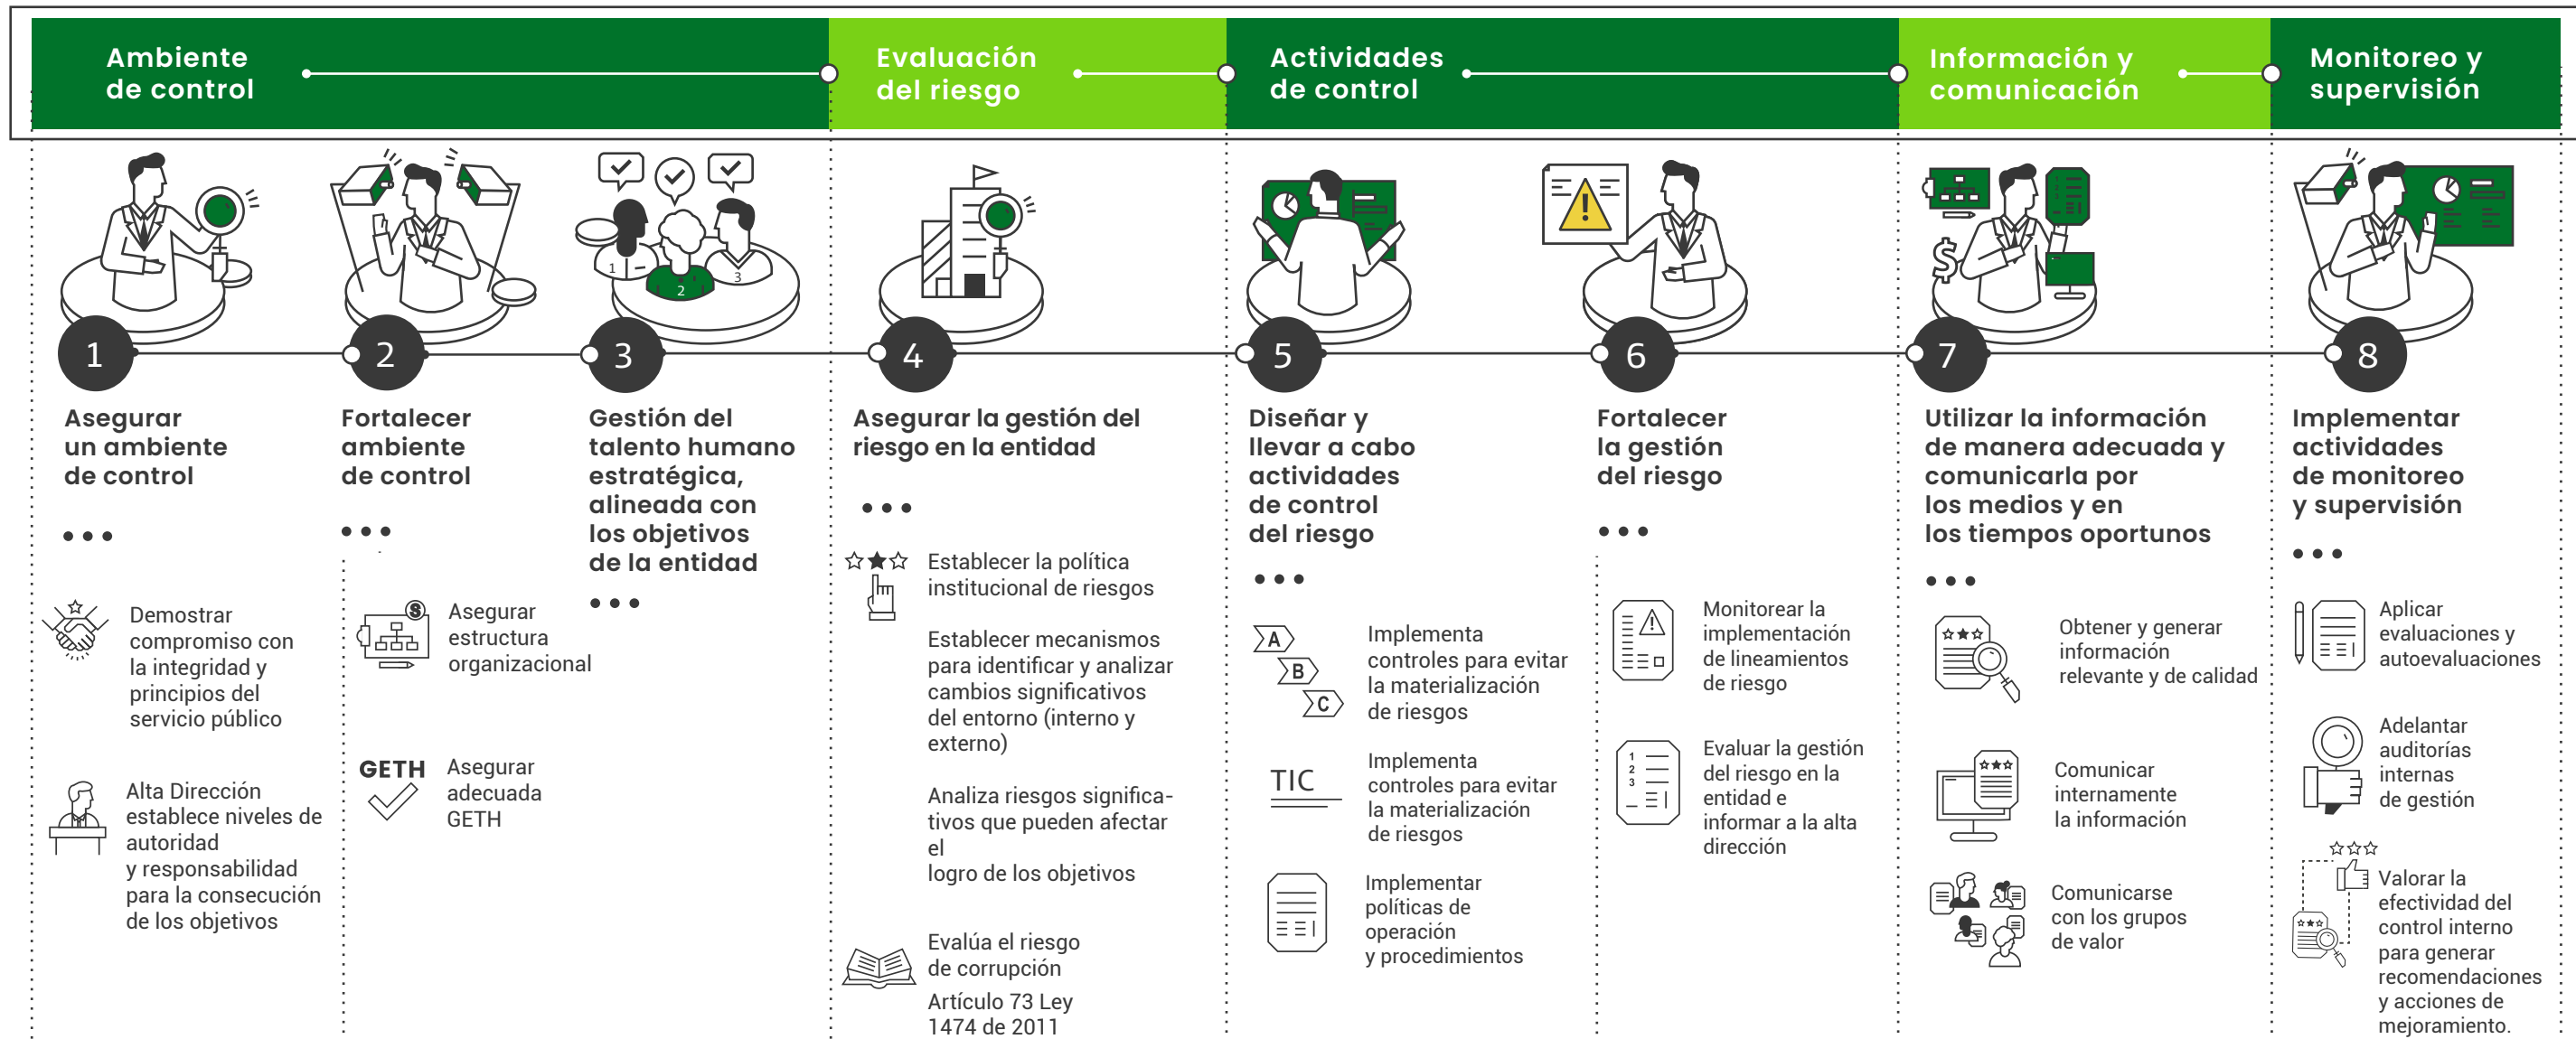 Ambiente
de control
Evaluación
del riesgo
Actividades
de control
Información y
comunicación
Monitoreo y
supervisión
1
2
3
1
Asegurar
un ambiente
de control
Demostrar
compromiso con
la integridad y
principios del
servicio público
Alta Dirección
establece niveles de
autoridad
y responsabilidad
para la consecución
de los objetivos
2
Fortalecer
ambiente
de control
S
Asegurar
estructura
organizacional
GETH
Asegurar
adecuada
GETH
3
Gestión del
talento humano
estratégica,
alineada con
los objetivos
de la entidad
4
Asegurar la gestión del
riesgo en la entidad
Establecer la política
institucional de riesgos
Establecer mecanismos
para identificar y analizar
cambios significativos
del entorno (interno y
externo)
Analiza riesgos significa-
tivos que pueden afectar
el
logro de los objetivos
Evalúa el riesgo
de corrupción
Artículo 73 Ley
1474 de 2011
5
Diseñar y
llevar a cabo
actividades
de control
del riesgo
A
B
C
Implementa
controles para evitar
la materialización
de riesgos
TIC
Implementa
controles para evitar
la materialización
de riesgos
Implementar
políticas de
operación
y procedimientos
!
6
Fortalecer
la gestión
del riesgo
!
Monitorear la
implementación
de lineamientos
de riesgo
1
2
3
Evaluar la gestión
del riesgo en la
entidad e
informar a la alta
dirección
$
7
Utilizar la información
de manera adecuada y
comunicarla por
los medios y en
los tiempos oportunos
Obtener y generar
información
relevante y de calidad
Comunicar
internamente
la información
Comunicarse
con los grupos
de valor
8
Implementar
actividades
de monitoreo
y supervisión
Aplicar
evaluaciones y
autoevaluaciones
Adelantar
auditorías
internas
de gestión
Valorar la
efectividad del
control interno
para generar
recomendaciones
y acciones de
mejoramiento.